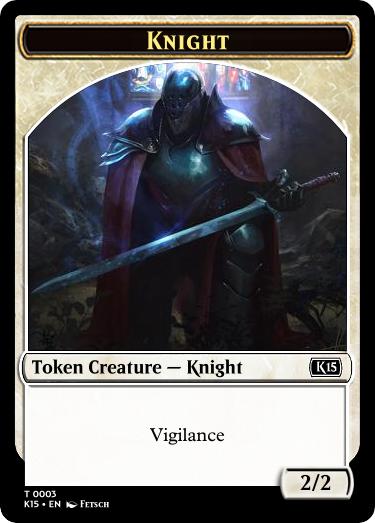 Knight
Token Creature — Knight
K15
Vigilance
2/2
T 0003
K15 • EN Fetsch